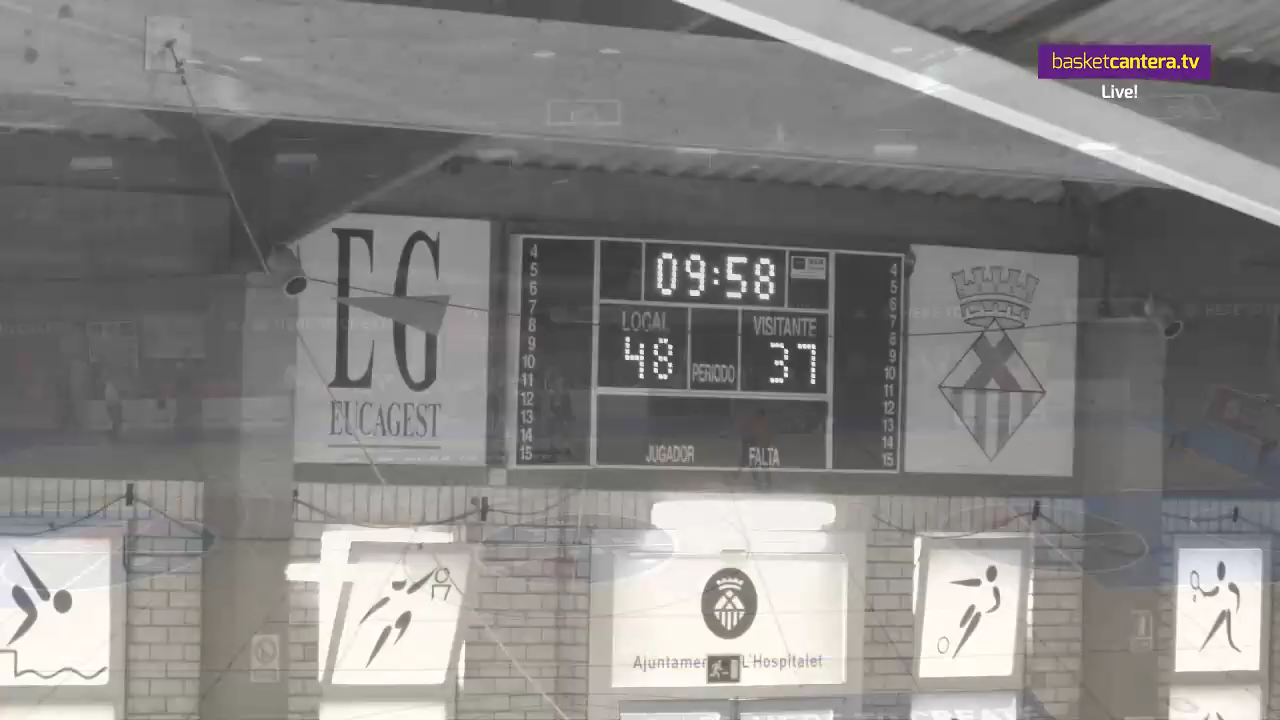 basketcantera.tv
Live!
EG
EUCAGEST
4
5
6
7
8
9
10
11
12
13
14
15
09:58
LOCAL
VISITANTE
48
37
PERIODO
JUGADOR
FALTA
4
5
6
7
8
9
10
11
12
13
14
15
Ajuntamen L'Hospitalet